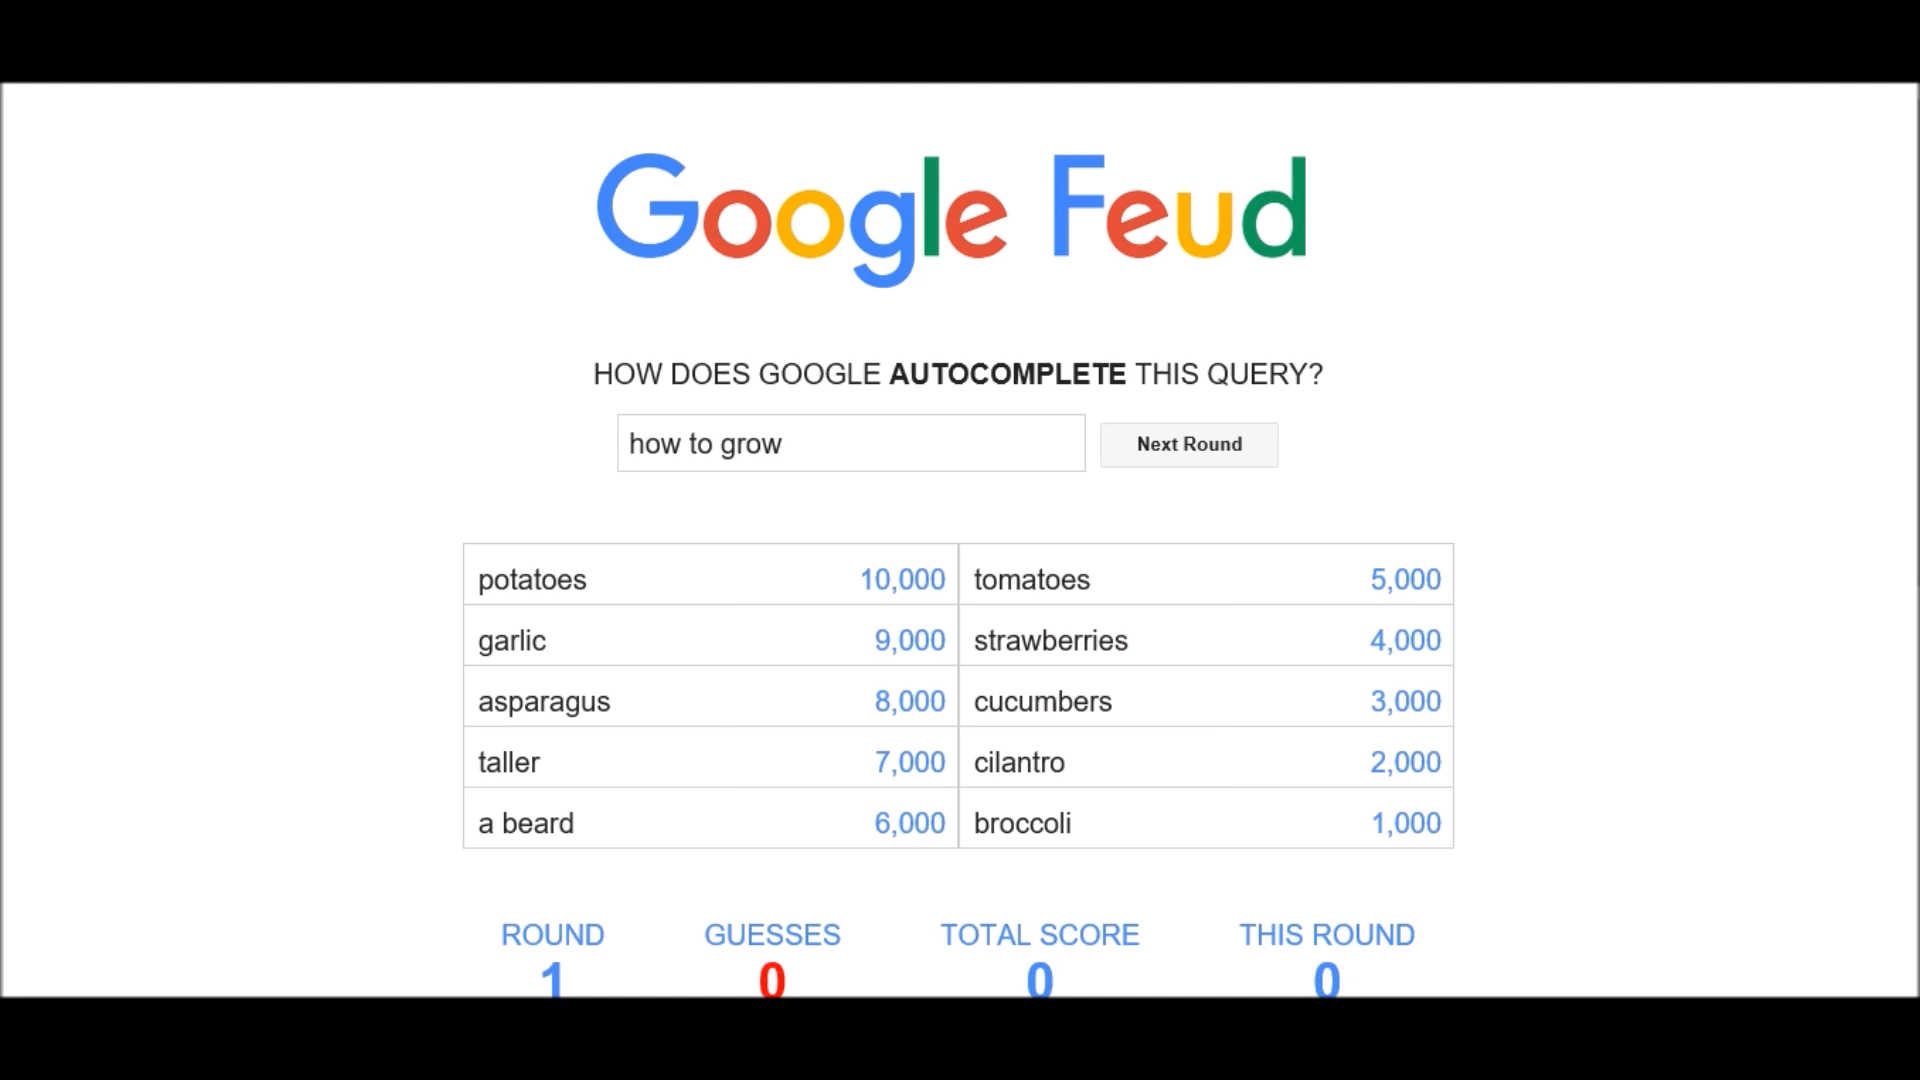 Google Feud
HOW DOES GOOGLE AUTOCOMPLETE THIS QUERY?
how to grow
Next Round
potatoes 10,000 tomatoes 5,000
garlic 9,000 strawberries 4,000
asparagus 8,000 cucumbers 3,000
taller 7,000 cilantro 2,000
a beard 6,000 broccoli 1,000
ROUND GUESSES TOTAL SCORE THIS ROUND
1 0 0 0